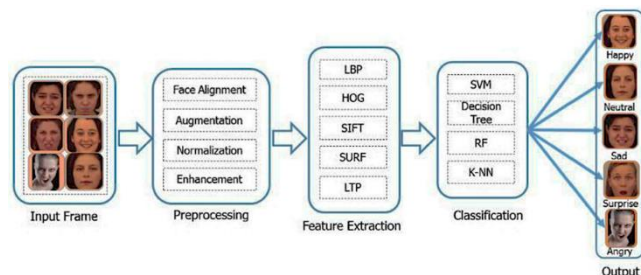 Input Frame
Face Alignment
Augmentation
Normalization
Enhancement
Preprocessing
LBP
HOG
SIFT
SURF
LTP
Feature Extraction
SVM
Decision
Tree
RF
K-NN
Classification
Happy
Neutral
Sad
Surprise
Angry
Output